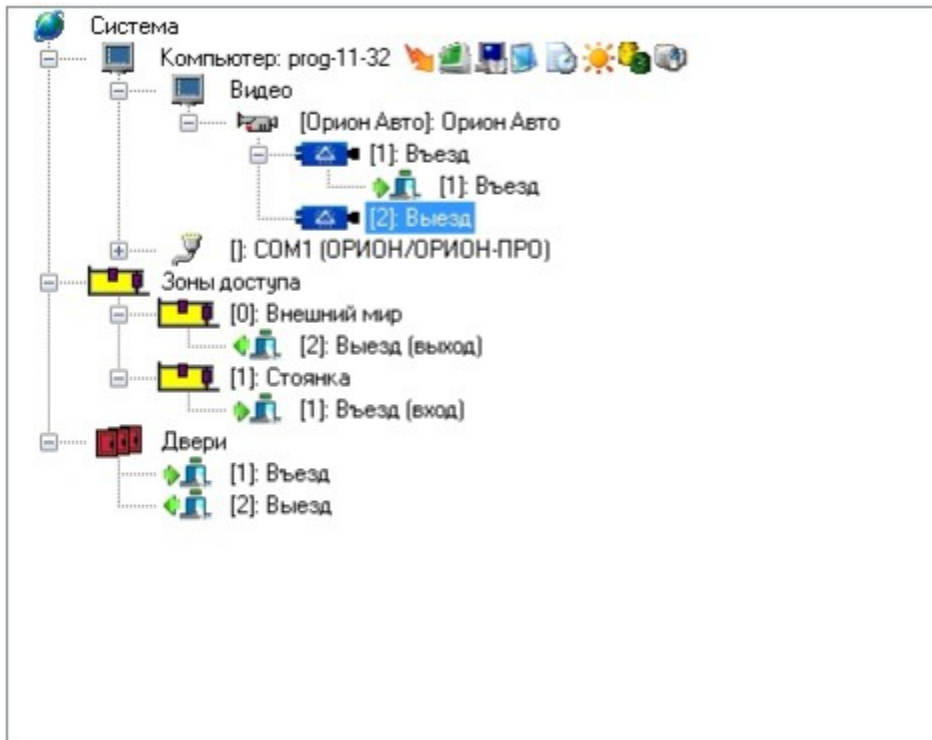 Система
Компьютер: prog-11-32
Видео
[Орион Авто]: Орион Авто
[1]: Въезд
[1]: Въезд
[2]: Выезд
[]: COM1 (ОРИОН/ОРИОН-ПРО)
Зоны доступа
[0]: Внешний мир
[2]: Выезд (выход)
[1]: Стоянка
[1]: Въезд (вход)
Двери
[1]: Въезд
[2]: Выезд